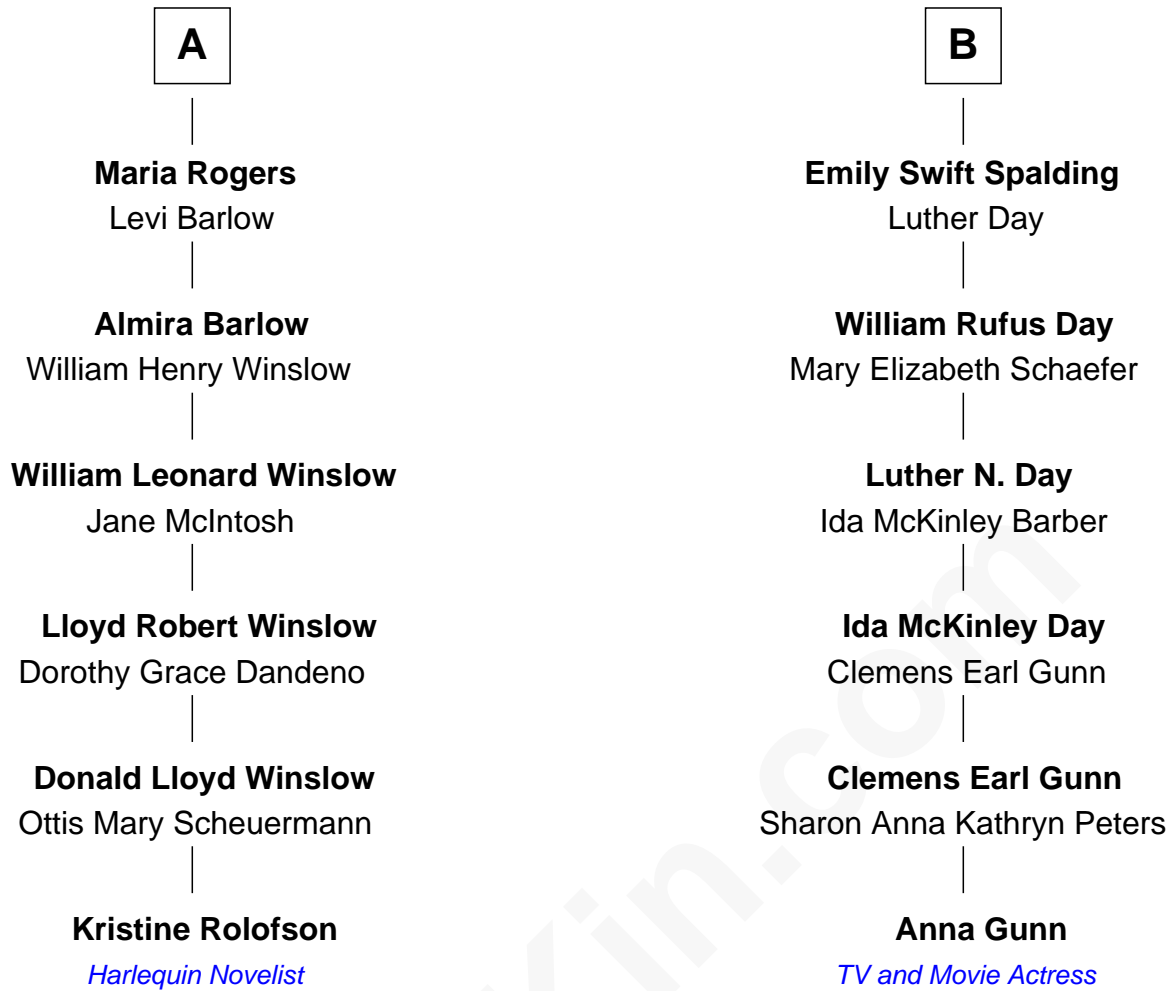 A
Maria Rogers
Levi Barlow
Almira Barlow
William Henry Winslow
William Leonard Winslow
Jane McIntosh
Lloyd Robert Winslow
Dorothy Grace Dandeno
Donald Lloyd Winslow
Ottis Mary Scheuermann
Kristine Rolofson
Harlequin Novelist
B
Emily Swift Spalding
Luther Day
William Rufus Day
Mary Elizabeth Schaefer
Luther N. Day
Ida McKinley Barber
Ida McKinley Day
Clemens Earl Gunn
Clemens Earl Gunn
Sharon Anna Kathryn Peters
Anna Gunn
TV and Movie Actress